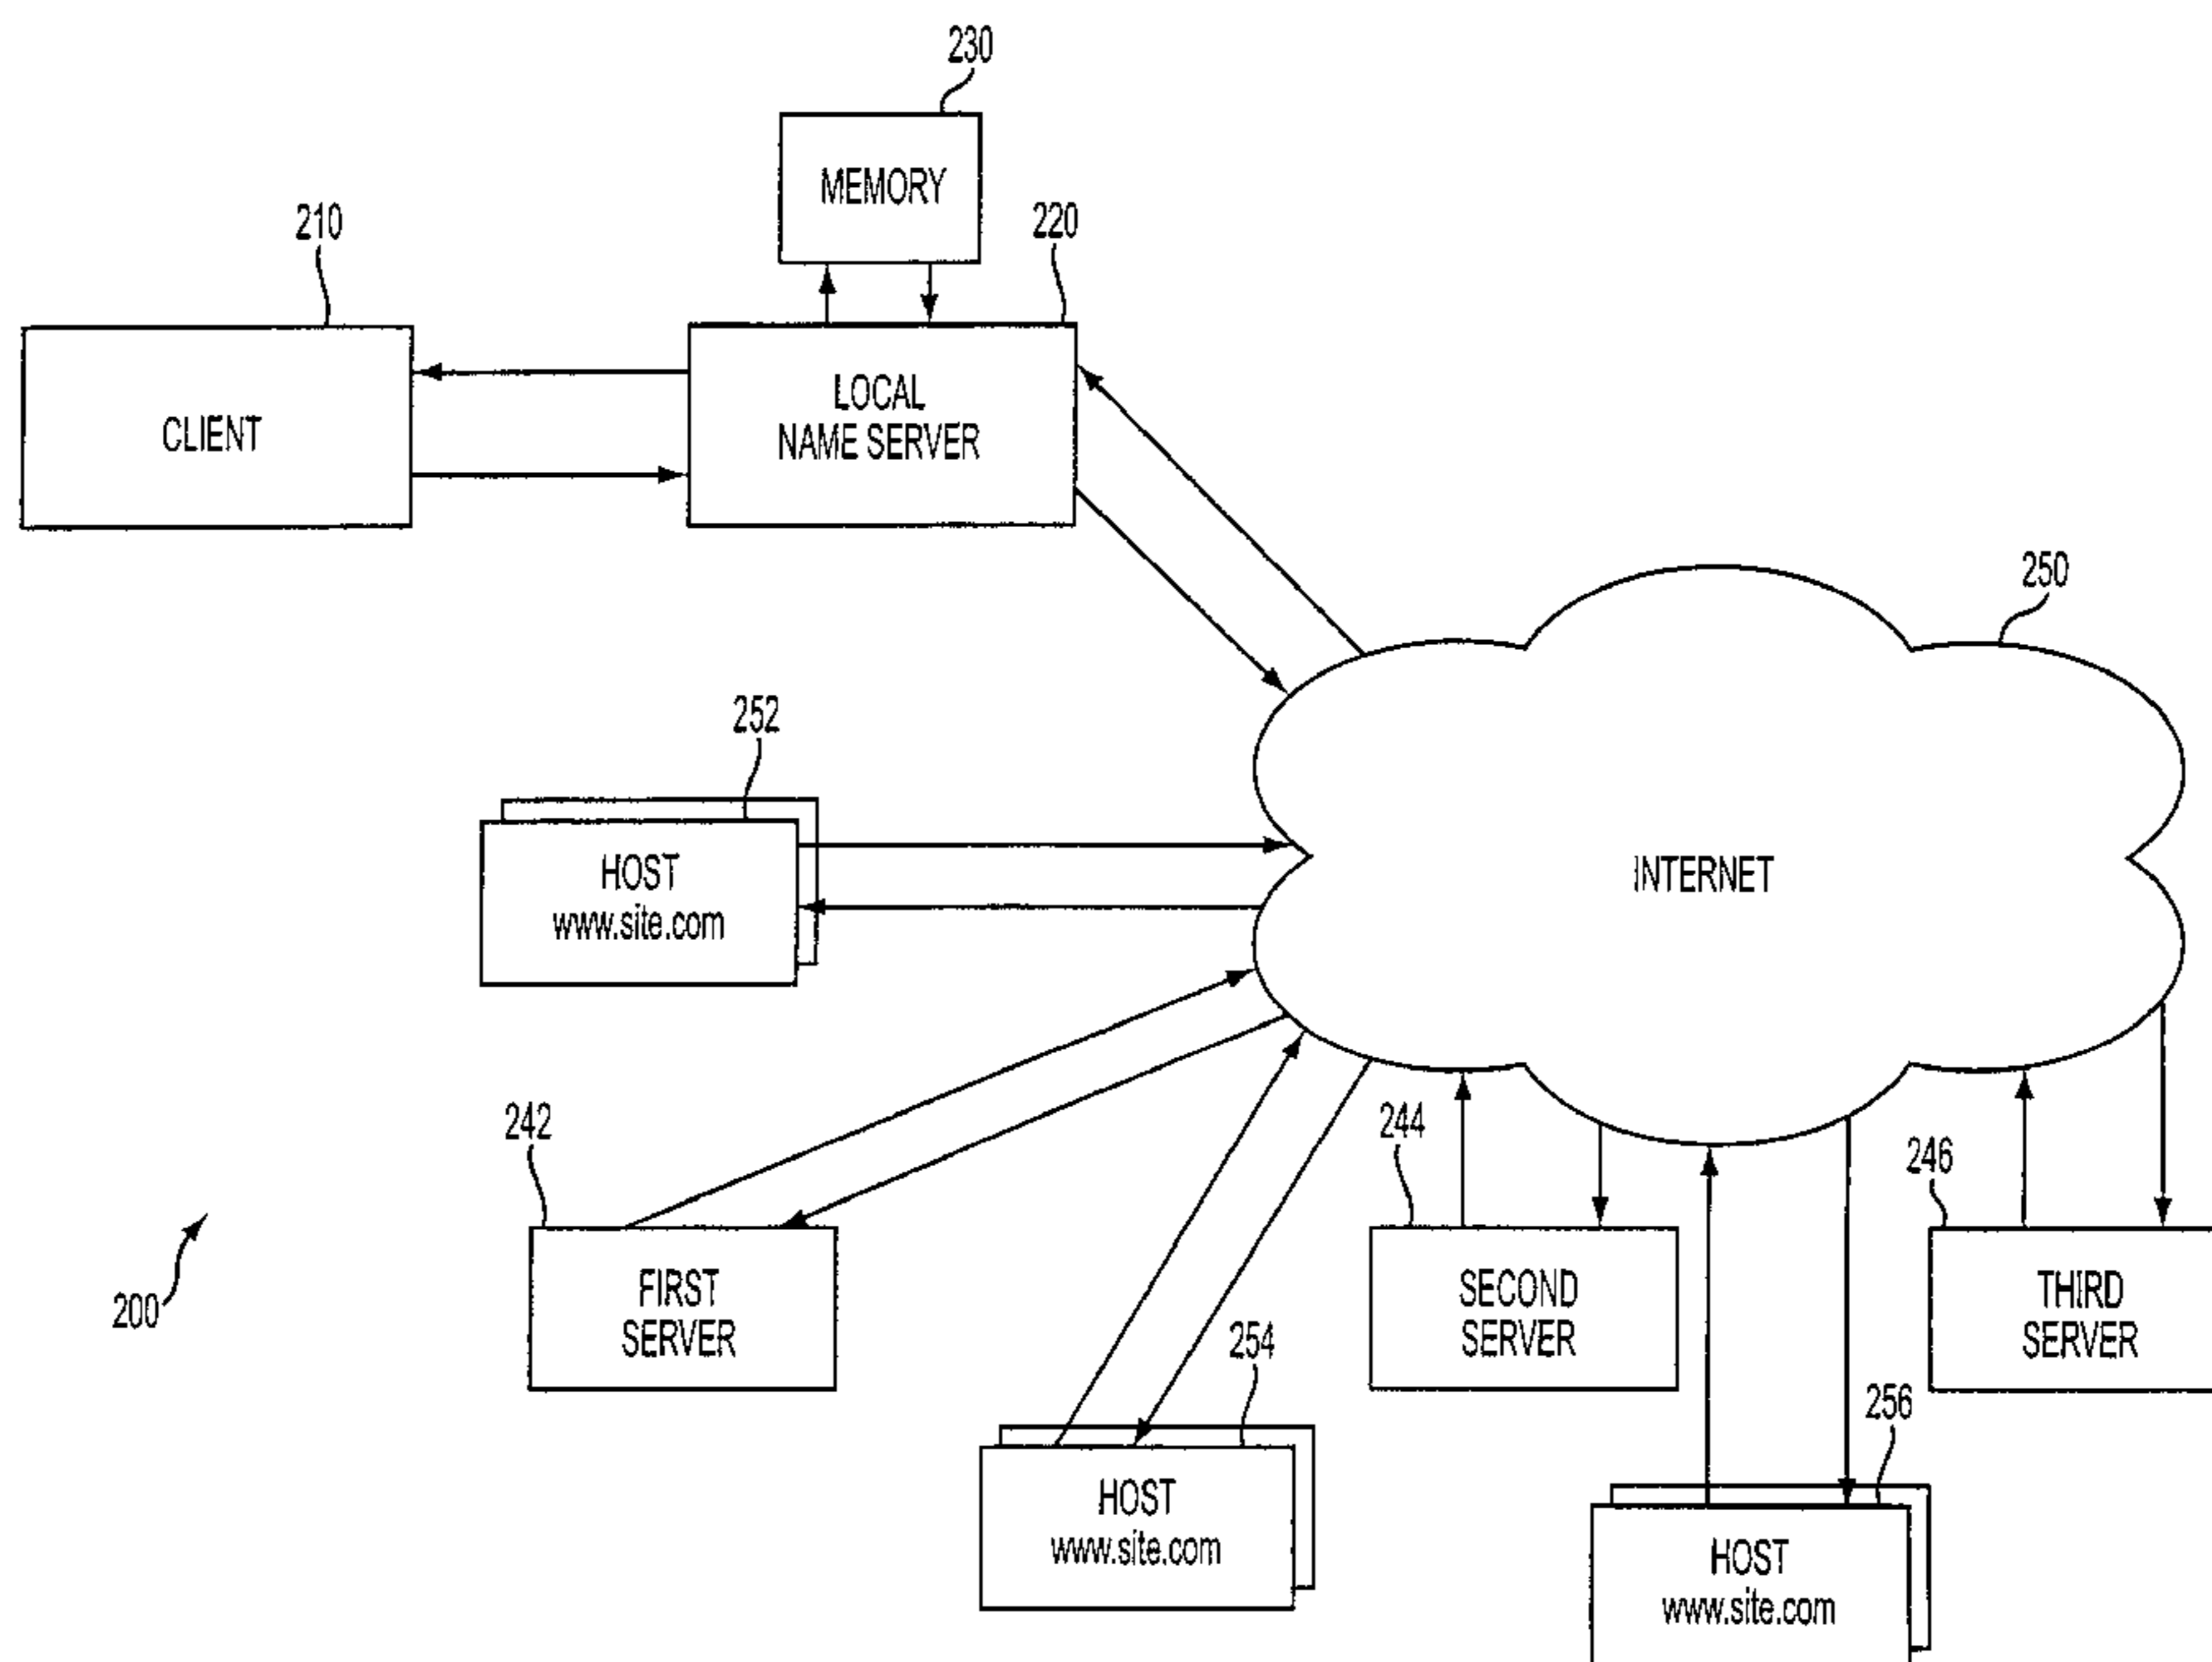 230
MEMORY
210
220
CLIENT
LOCAL
NAME SERVER
250
252
HOST
www.site.com
INTERNET
242
244
246
200
FIRST
SERVER
SECOND
SERVER
THIRD
SERVER
254
256
HOST
www.site.com
HOST
www.site.com